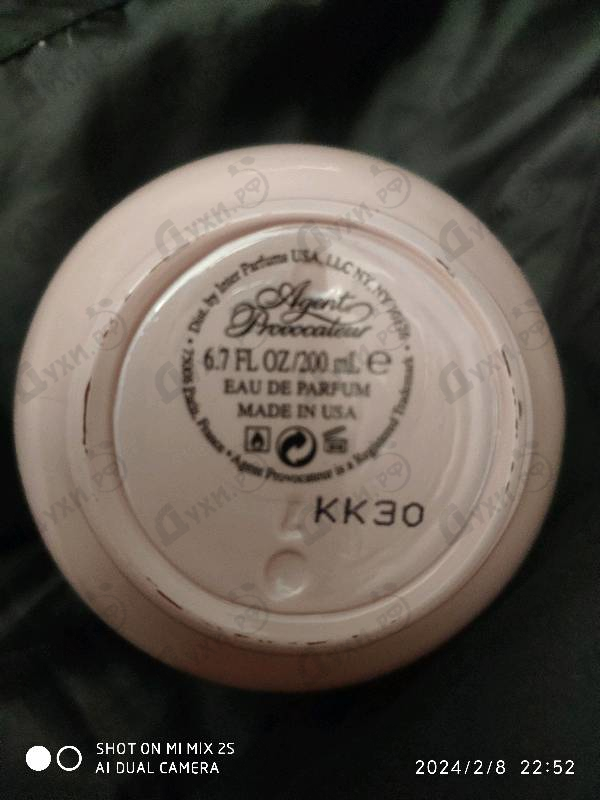 • Dist. by Inter Parfums USA, LLC NY, NY 10176 •
Agent
Provocateur
6.7 FL OZ/200 mL e
EAU DE PARFUM
MADE IN USA
75008 Paris, France • Agent Provocateur is a Registered Trademark
KK30
Духи.рф
SHOT ON MI MIX 2S
AI DUAL CAMERA
2024/2/8 22:52